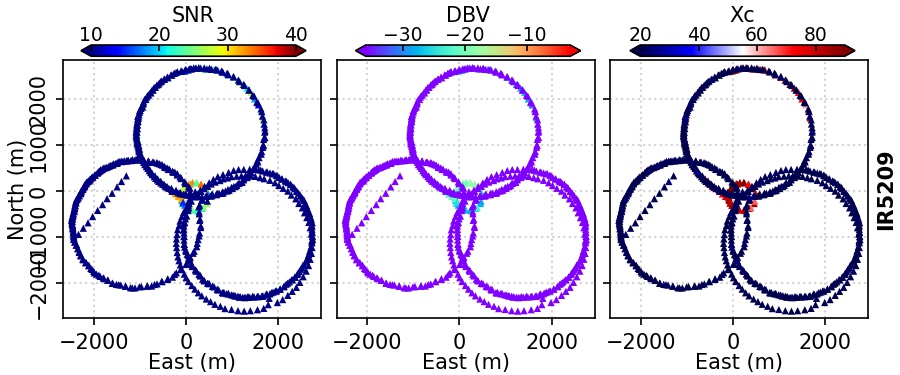 SNR DBV Xc
10 20 30 40 −30 −20 −10 20 40 60 80
2000
1000
0
−1000
−2000
North (m)
IR5209
−2000 0 2000 −2000 0 2000 −2000 0 2000
East (m) East (m) East (m)